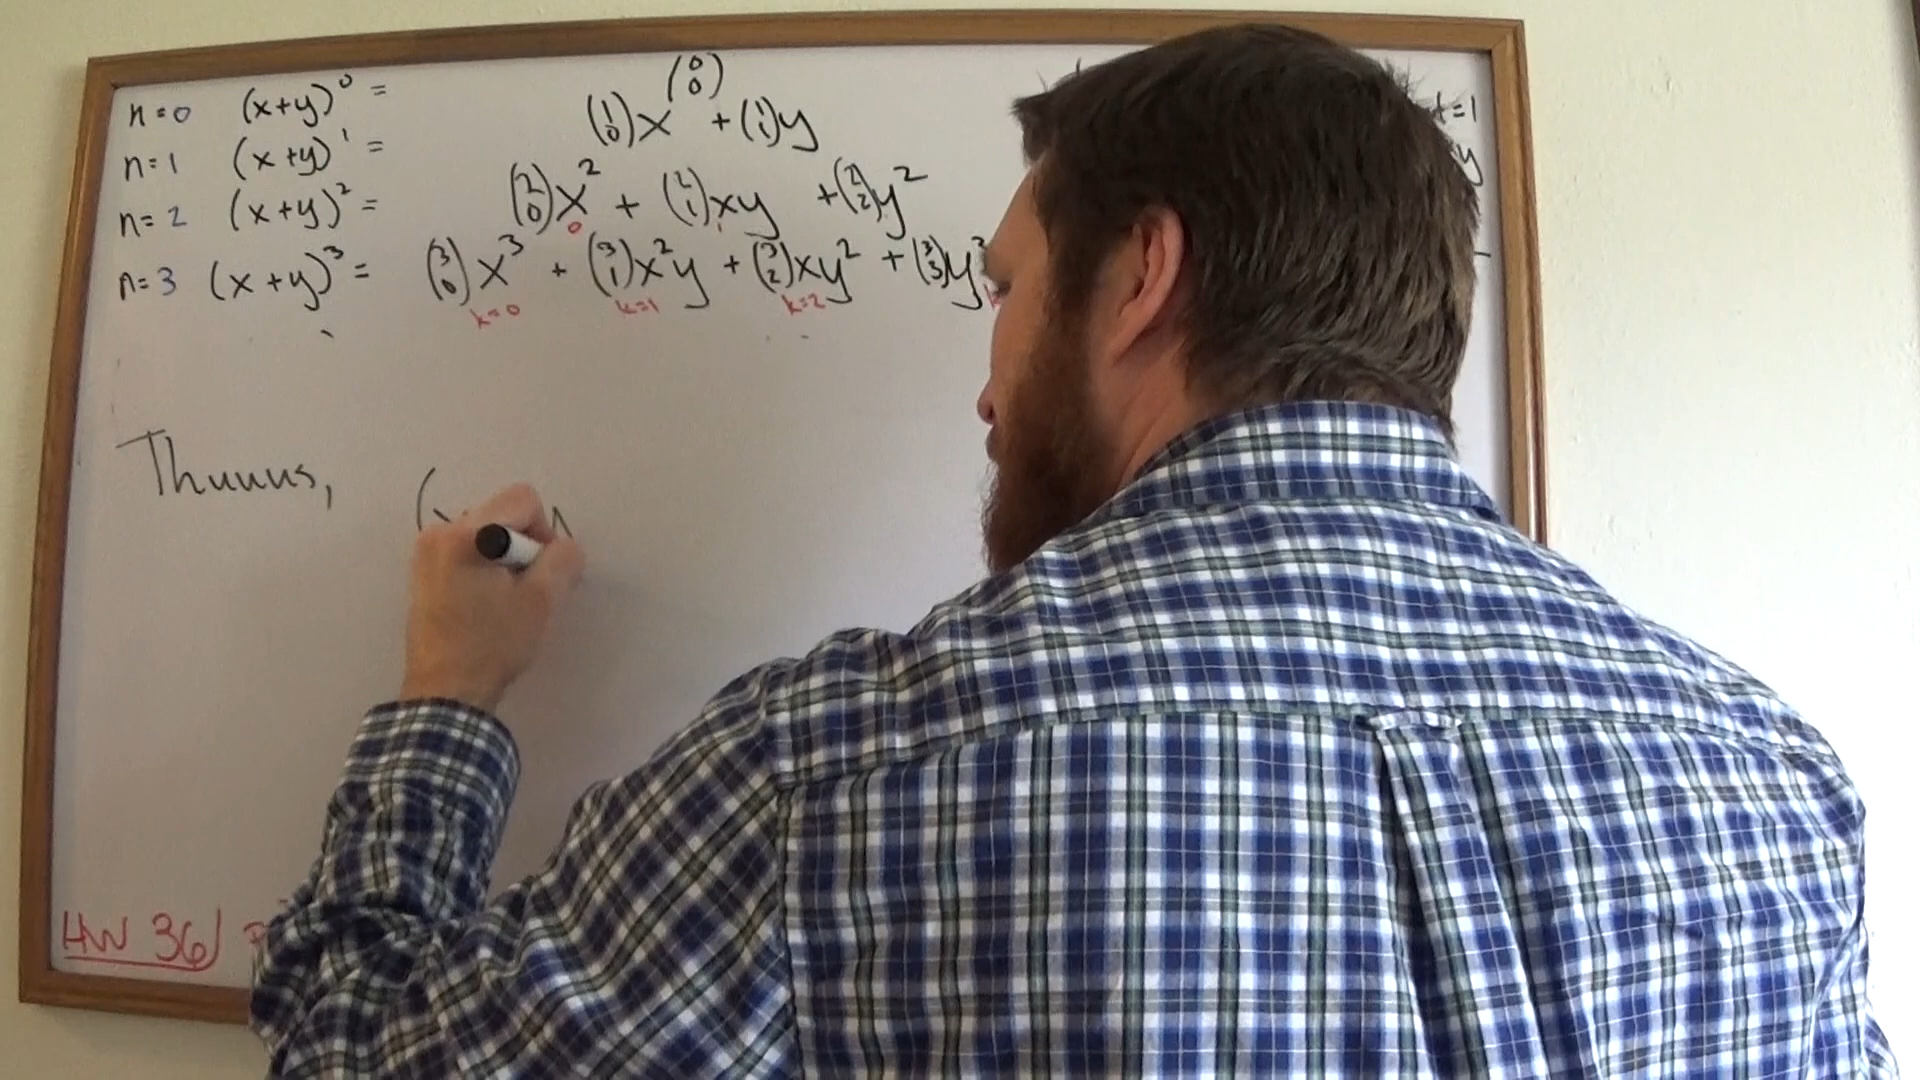 n=0 (x+y)^0 = (0 0)
n=1 (x+y)^1 = (1 0)x + (1 1)y
n=2 (x+y)^2 = (2 0)x^2 + (2 1)xy + (2 2)y^2
0
n=3 (x+y)^3 = (3 0)x^3 + (3 1)x^2y + (3 2)xy^2 + (3 3)y^3
k=0 k=1 k=2
t=1
y
Thuuus, (
HW 36)